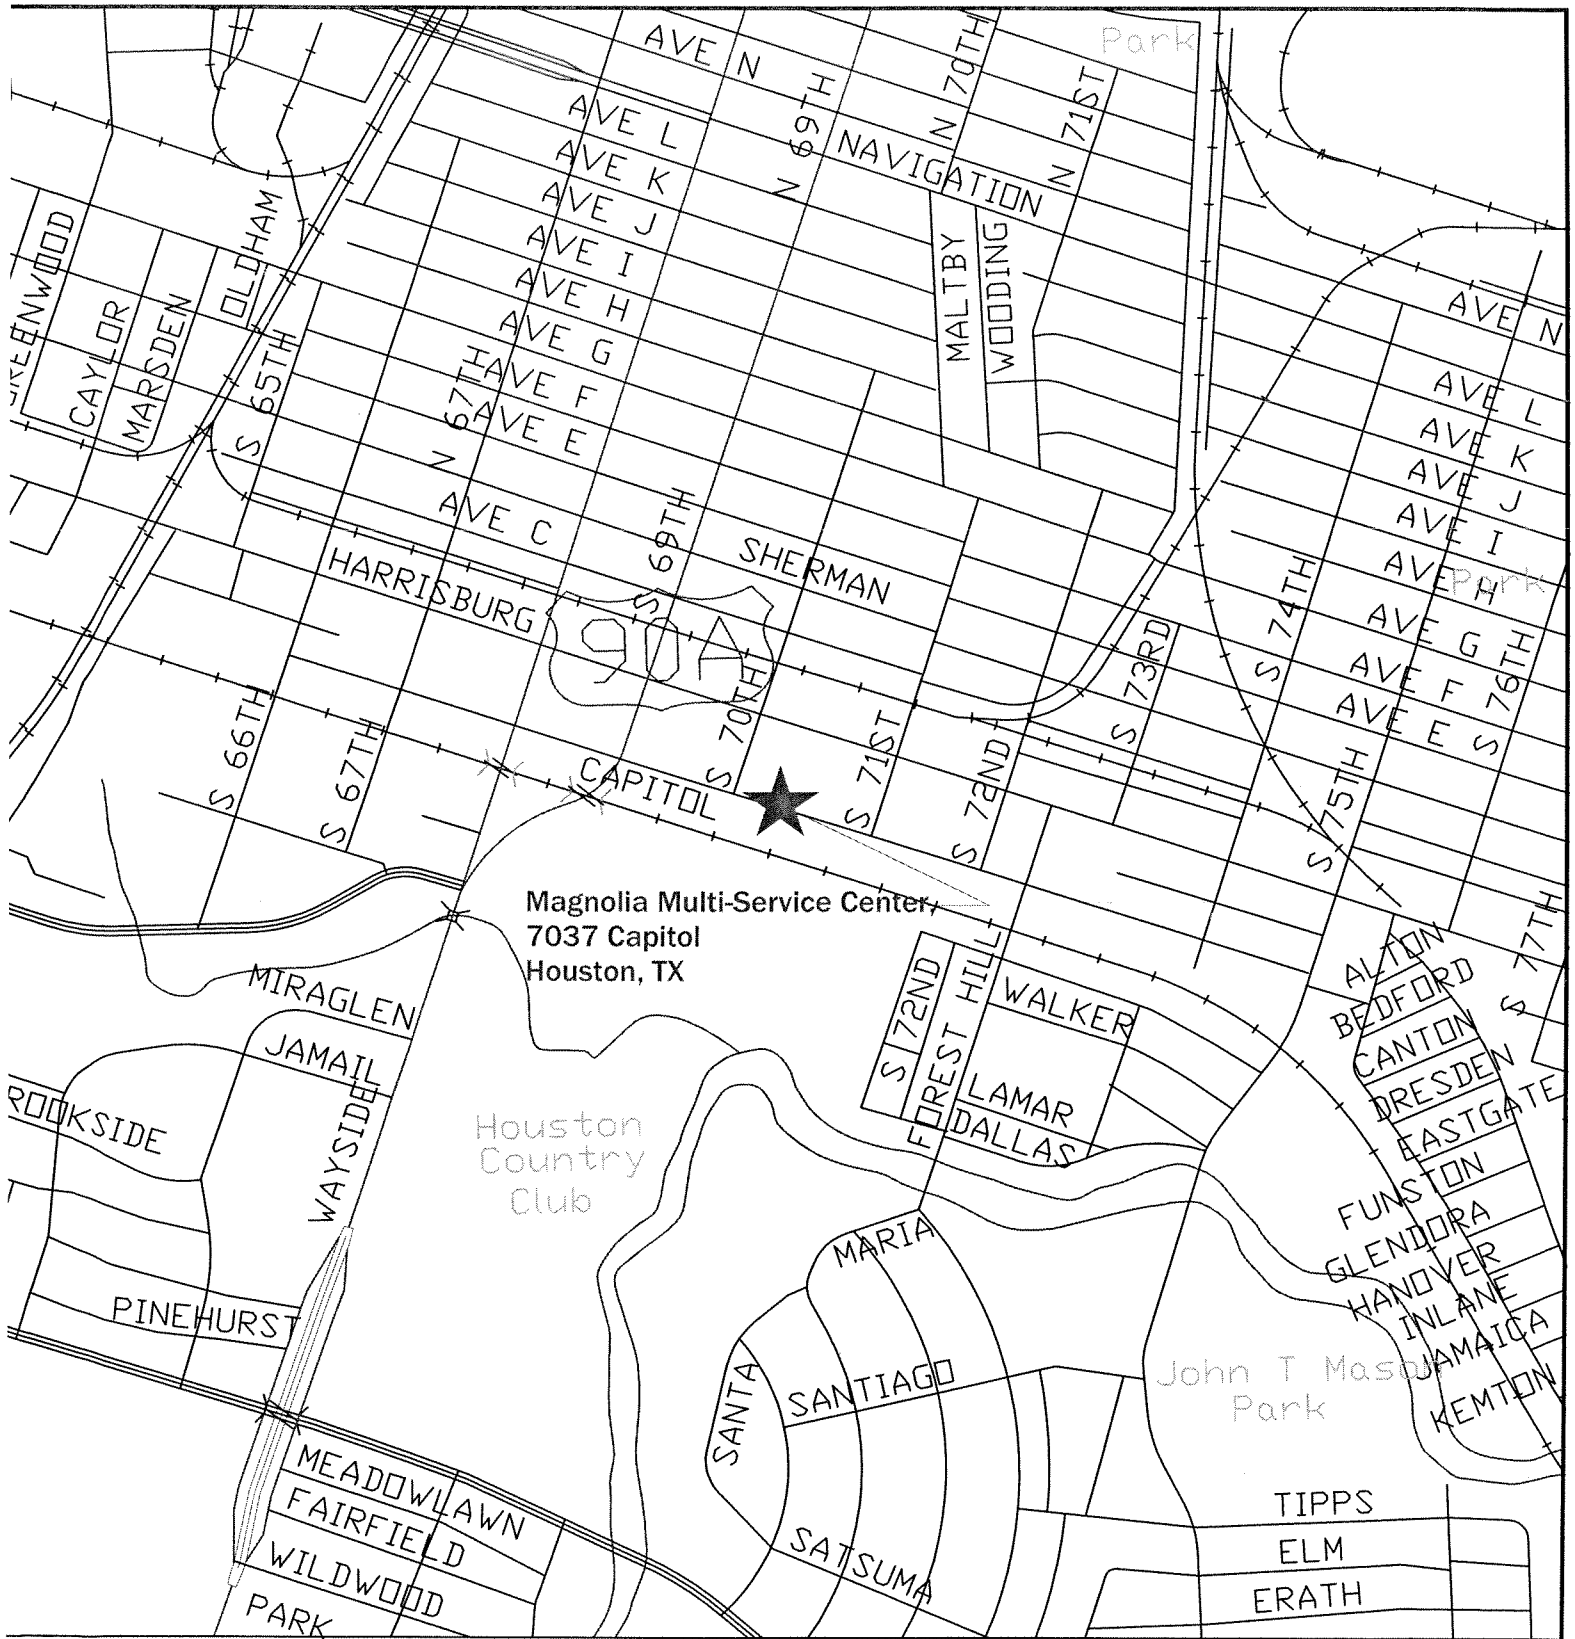 Park
AVE N
N 70TH
N 71ST
N 69TH
NAVIGATION
AVE L
AVE K
AVE J
AVE I
AVE H
AVE G
AVE F
AVE E
AVE C
MALTBY
WOODING
OLDHAM
CAYLOR
MARSDEN
S 65TH
N 67TH
AVE N
AVE L
AVE K
AVE J
AVE I
AVE H
Park
AVE G
AVE F
AVE E
HARRISBURG
SHERMAN
S 69TH
90A
S 70TH
S 71ST
S 72ND
S 73RD
S 74TH
S 75TH
S 76TH
S 77TH
S 66TH
S 67TH
CAPITOL
Magnolia Multi-Service Center,
7037 Capitol
Houston, TX
MIRAGLEN
JAMAIL
WAYSIDE
ROOKSIDE
PINEHURST
Houston
Country
Club
S 72ND
FOREST HILL
WALKER
LAMAR
DALLAS
ALTON
BEDFORD
CANTON
DRESDEN
EASTGATE
FUNSTON
GLENDORA
HANOVER
INLANE
JAMAICA
KEMTON
MARIA
SANTA
SANTIAGO
SATSUMA
John T Mason
Park
MEADOWLAWN
FAIRFIELD
WILDWOOD
PARK
TIPPS
ELM
ERATH